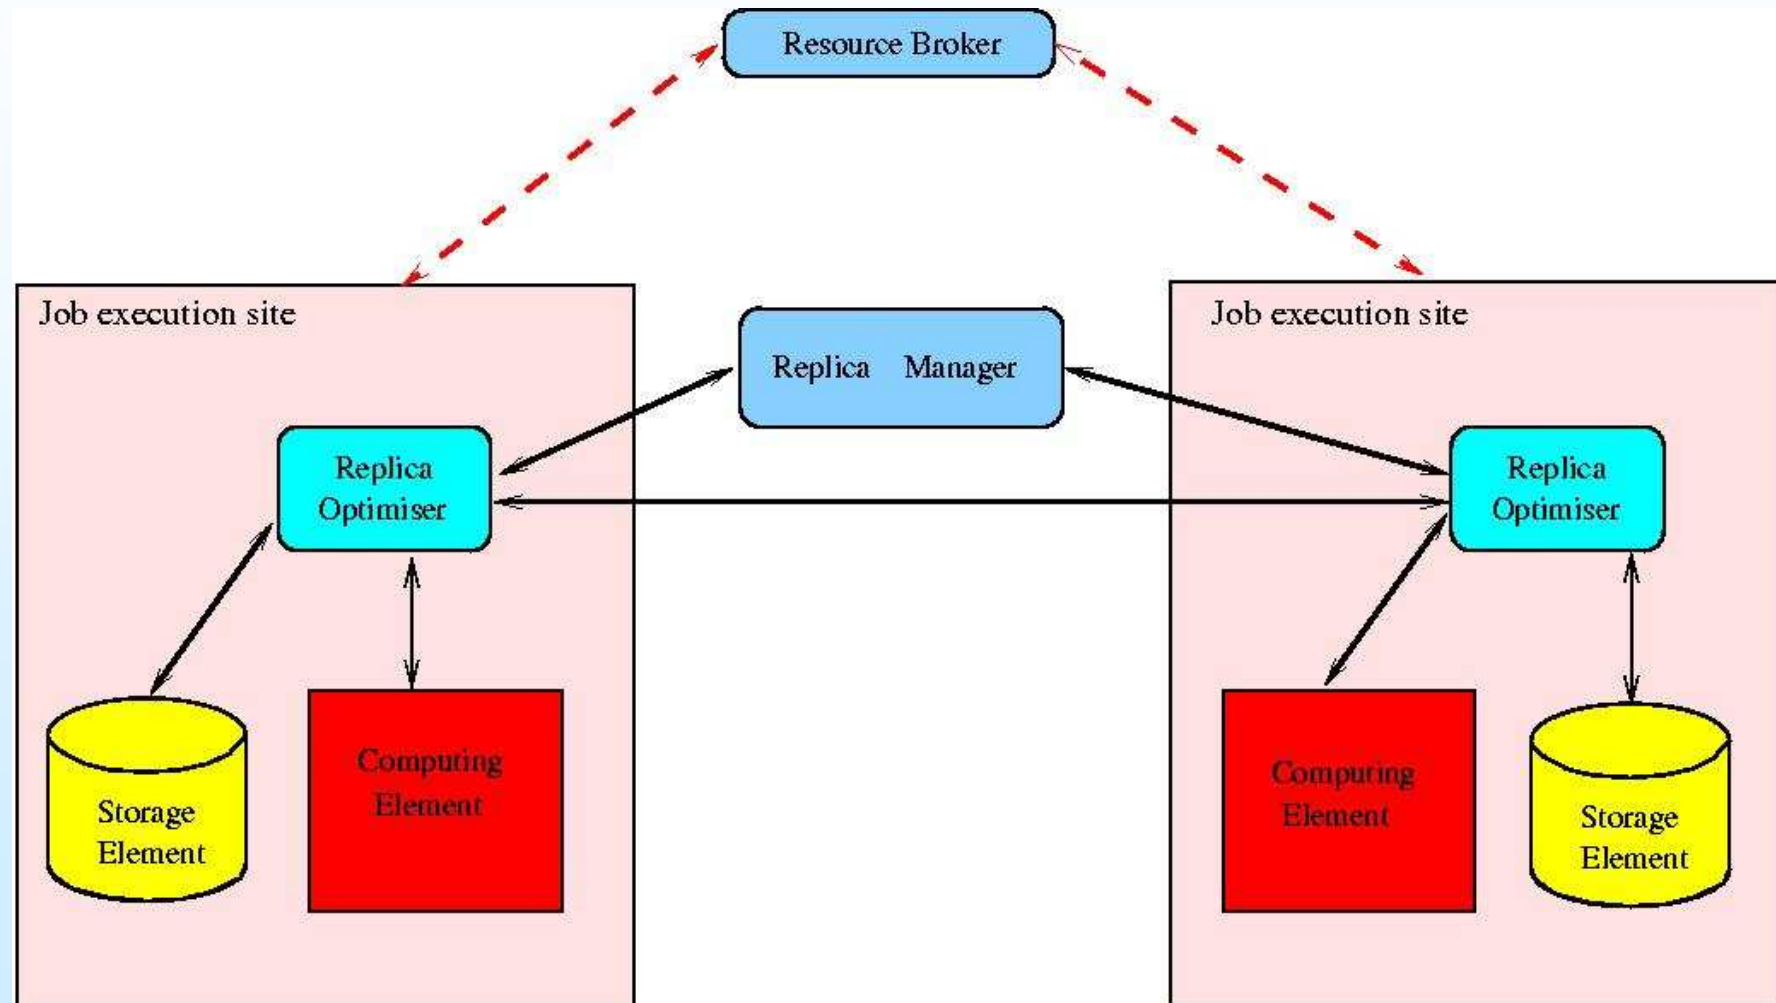 Resource Broker
Job execution site
Job execution site
Replica Manager
Replica
Optimiser
Replica
Optimiser
Storage
Element
Computing
Element
Computing
Element
Storage
Element